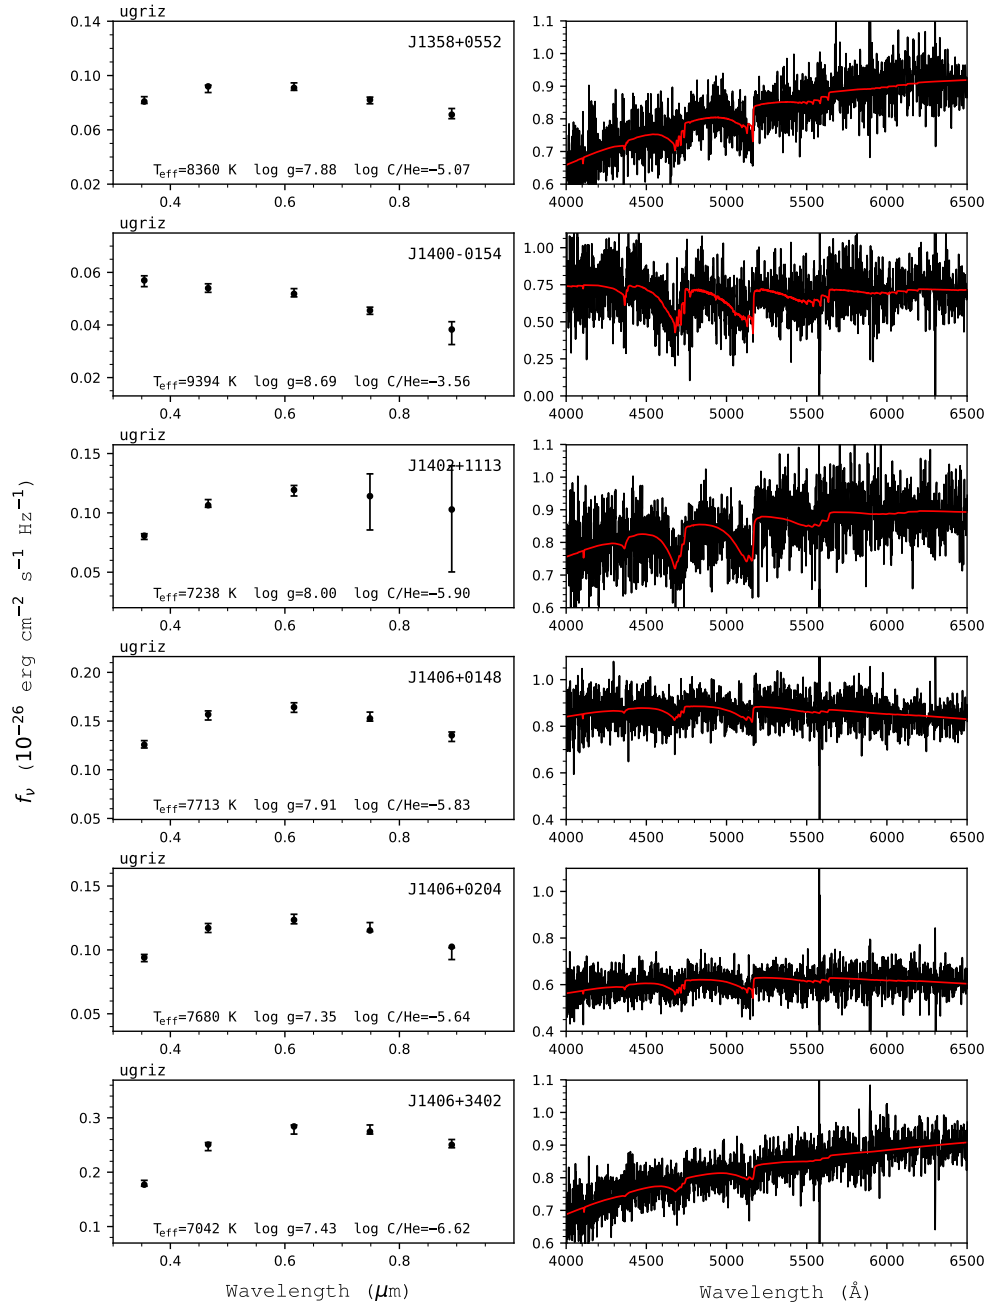 ugriz
J1358+0552
0.14
0.10
0.06
0.02
Teff=8360 K log g=7.88 log C/He=−5.07
0.4 0.6 0.8
1.1
1.0
0.9
0.8
0.7
0.6
4000 4500 5000 5500 6000 6500
ugriz
J1400-0154
0.06
0.04
0.02
Teff=9394 K log g=8.69 log C/He=−3.56
0.4 0.6 0.8
1.00
0.75
0.50
0.25
0.00
4000 4500 5000 5500 6000 6500
ugriz
J1402+1113
0.15
0.10
0.05
Teff=7238 K log g=8.00 log C/He=−5.90
0.4 0.6 0.8
1.1
1.0
0.9
0.8
0.7
0.6
4000 4500 5000 5500 6000 6500
ugriz
J1406+0148
0.20
0.15
0.10
0.05
Teff=7713 K log g=7.91 log C/He=−5.83
0.4 0.6 0.8
1.0
0.8
0.6
0.4
4000 4500 5000 5500 6000 6500
ugriz
J1406+0204
0.15
0.10
0.05
Teff=7680 K log g=7.35 log C/He=−5.64
0.4 0.6 0.8
1.0
0.8
0.6
0.4
4000 4500 5000 5500 6000 6500
ugriz
J1406+3402
0.3
0.2
0.1
Teff=7042 K log g=7.43 log C/He=−6.62
0.4 0.6 0.8
1.1
1.0
0.9
0.8
0.7
0.6
4000 4500 5000 5500 6000 6500
fν (10−26 erg cm−2 s−1 Hz−1)
Wavelength (μm)
Wavelength (Å)